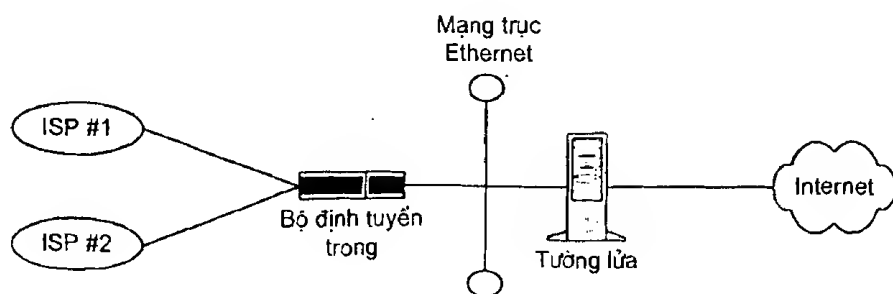 Mạng trục
Ethernet
ISP #1
ISP #2
Bộ định tuyến
trong
Tường lửa
Internet